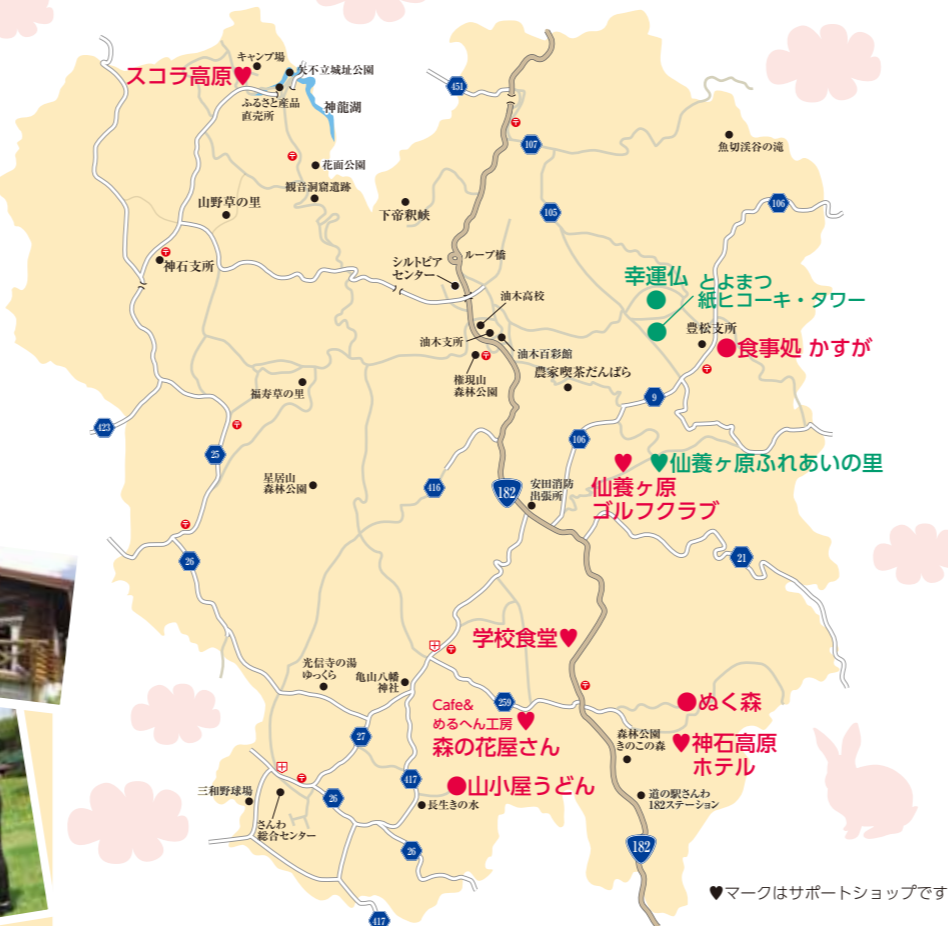 キャンプ場
スコラ高原♥
矢不立城址公園
ふるさと産品
直売所
神龍湖
451
107
魚切渓谷の滝
花面公園
観音洞窟遺跡
山野草の里
下帝釈峡
105
106
神石支所
シルトピア
センター
ループ橋
幸運仏
とよまつ
紙ヒコーキ・タワー
油木高校
油木支所
油木百彩館
豊松支所
食事処 かすが
権現山
森林公園
農家喫茶だんばら
福寿草の里
9
423
25
106
星居山
森林公園
416
182
安田消防
出張所
♥仙養ヶ原ふれあいの里
♥
仙養ヶ原
ゴルフクラブ
26
21
学校食堂♥
光信寺の湯
ゆっくら
亀山八幡
神社
259
Cafe&
めるへん工房♥
森の花屋さん
ぬく森
27
森林公園
きのこの森
♥神石高原
ホテル
417
山小屋うどん
三和野球場
さんわ
総合センター
26
長生きの水
道の駅さんわ
182ステーション
26
182
417
♥マークはサポートショップです